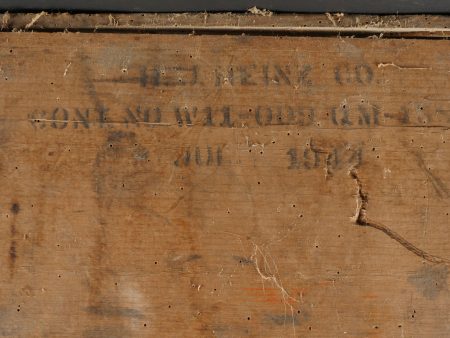 H.J. HEINZ CO
CONT. NO W11-009 QM-
JUL 1944